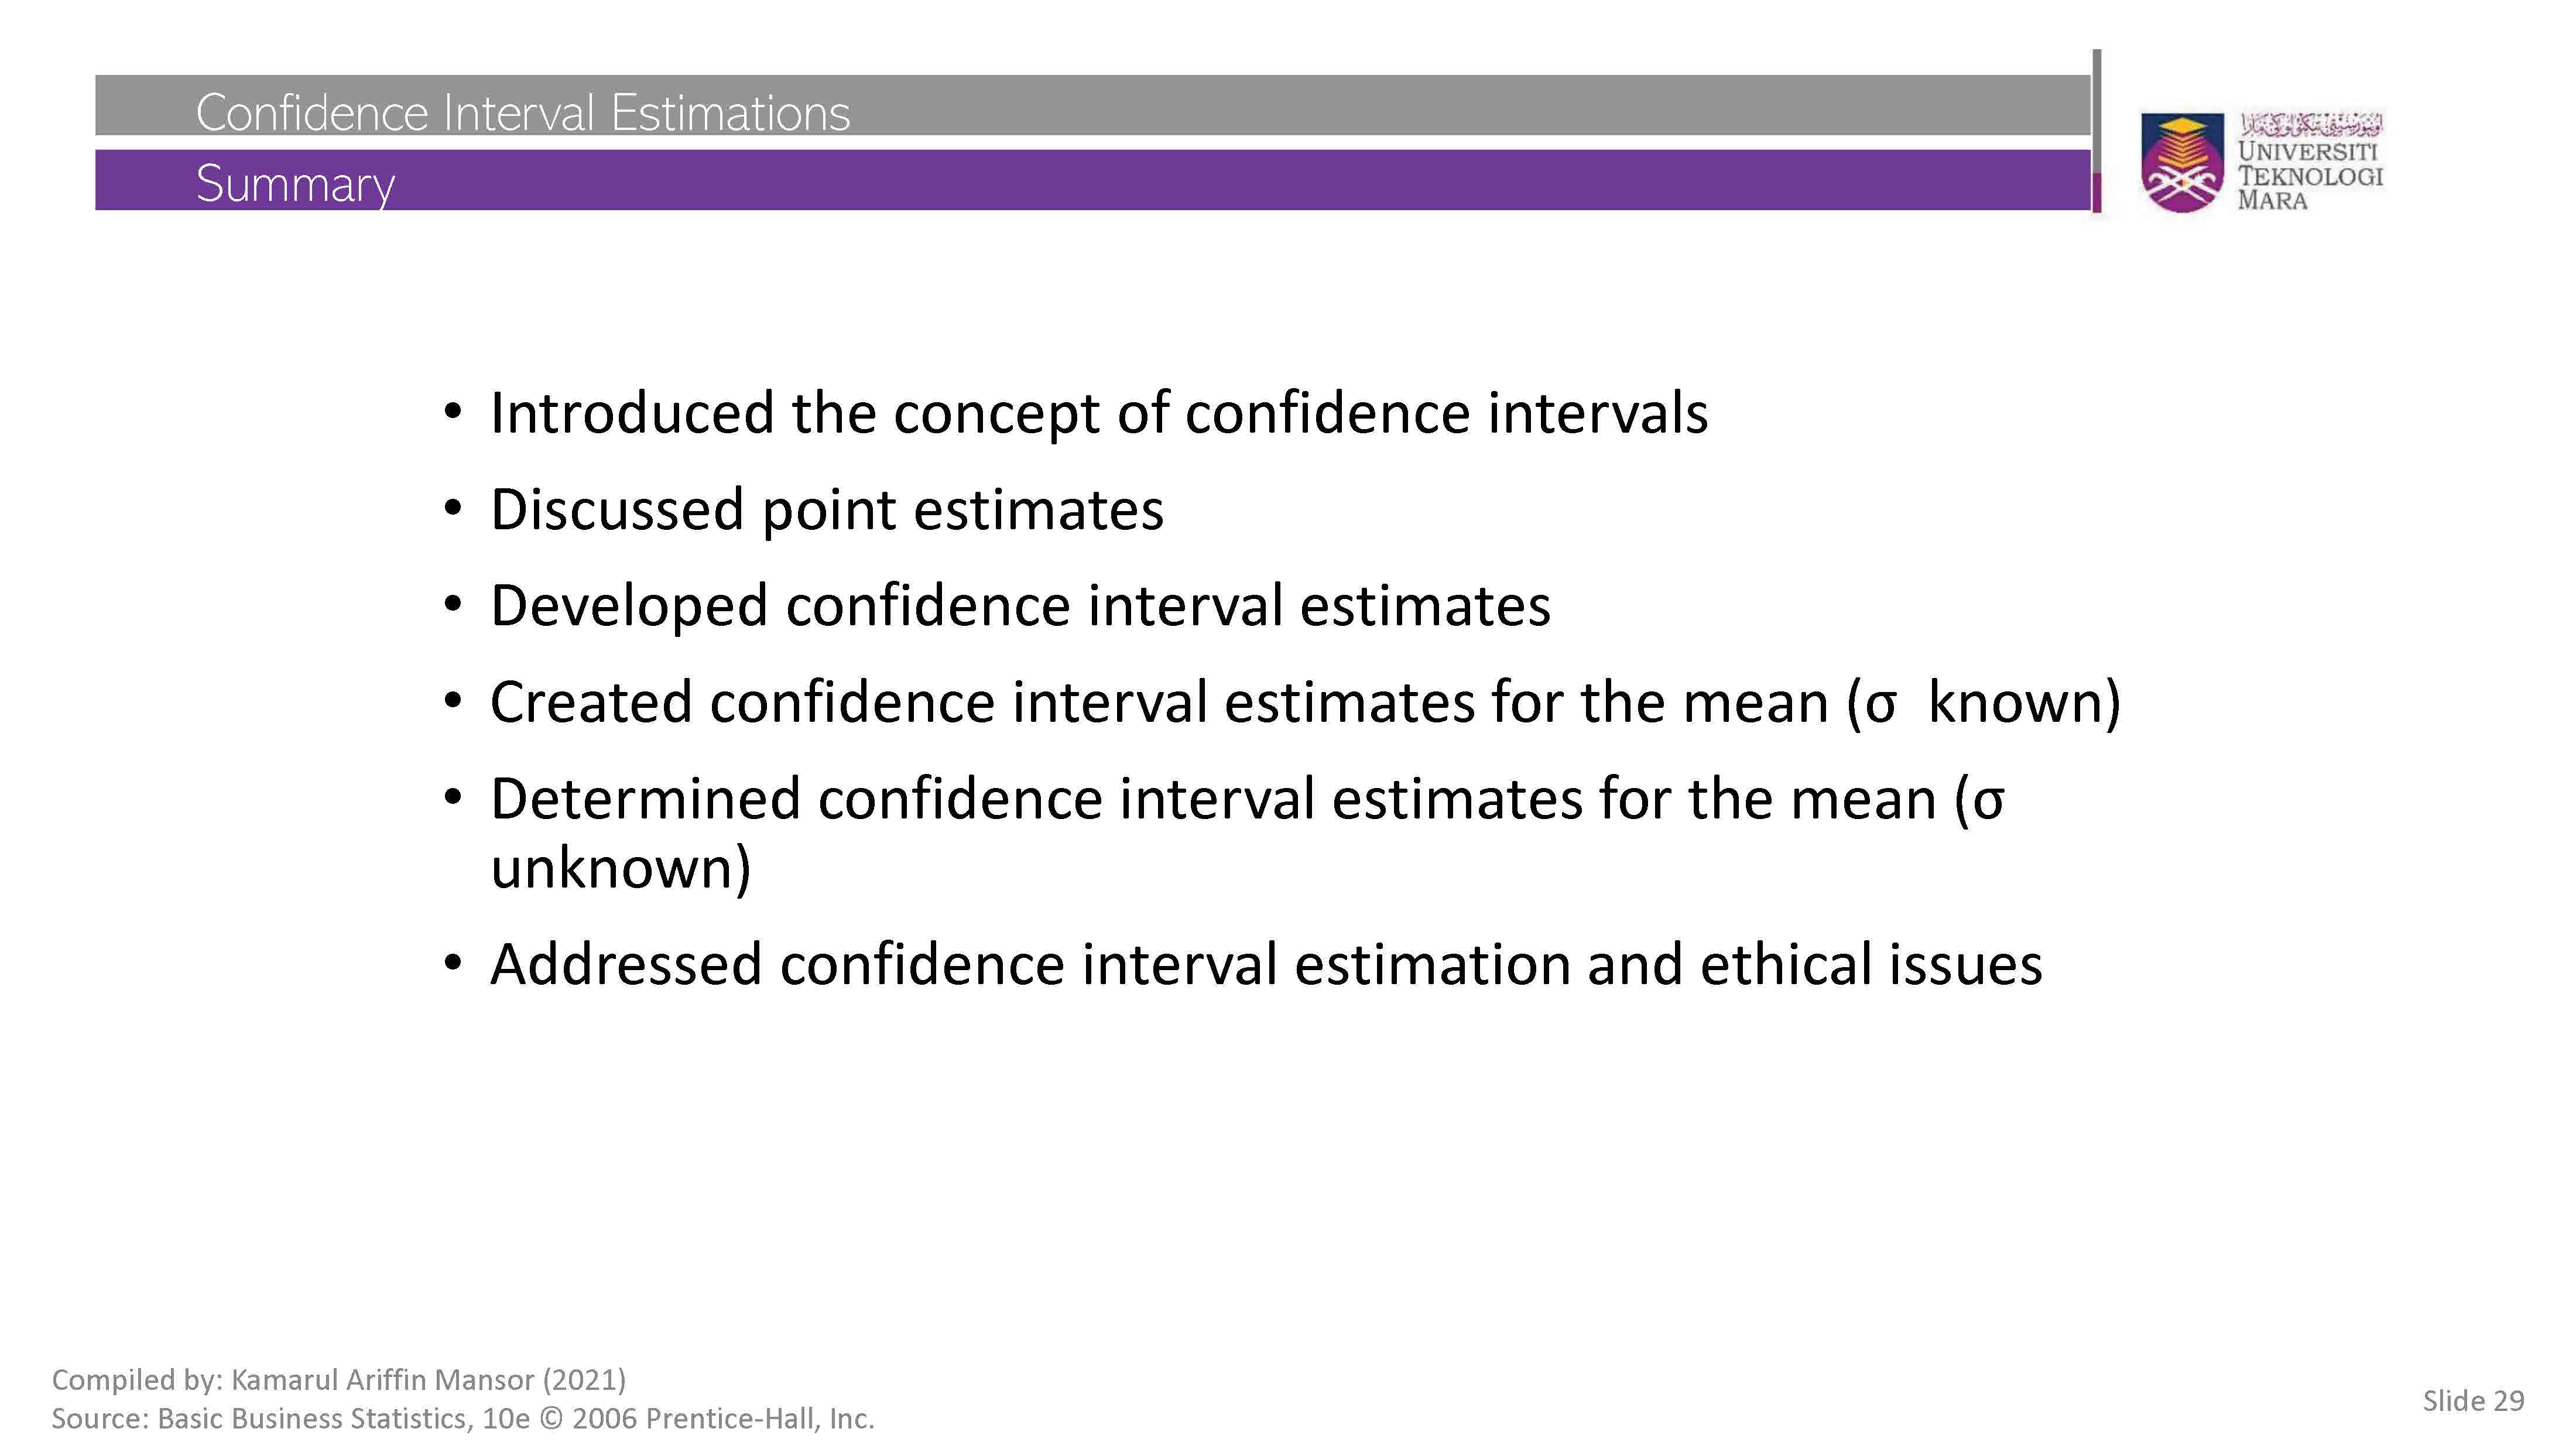 Confidence Interval Estimations
Summary
UNIVERSITI
TEKNOLOGI
MARA
• Introduced the concept of confidence intervals
• Discussed point estimates
• Developed confidence interval estimates
• Created confidence interval estimates for the mean (σ known)
• Determined confidence interval estimates for the mean (σ
unknown)
• Addressed confidence interval estimation and ethical issues
Compiled by: Kamarul Ariffin Mansor (2021)
Source: Basic Business Statistics, 10e © 2006 Prentice-Hall, Inc.
Slide 29